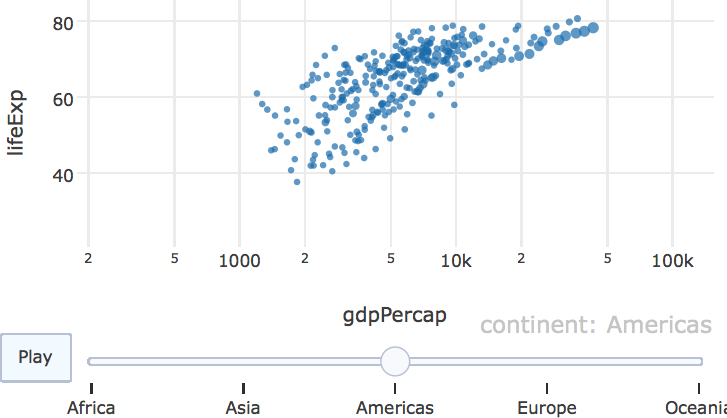 80
60
40
lifeExp
2 5 1000 2 5 10k 2 5 100k
gdpPercap
continent: Americas
Play
Africa Asia Americas Europe Oceania